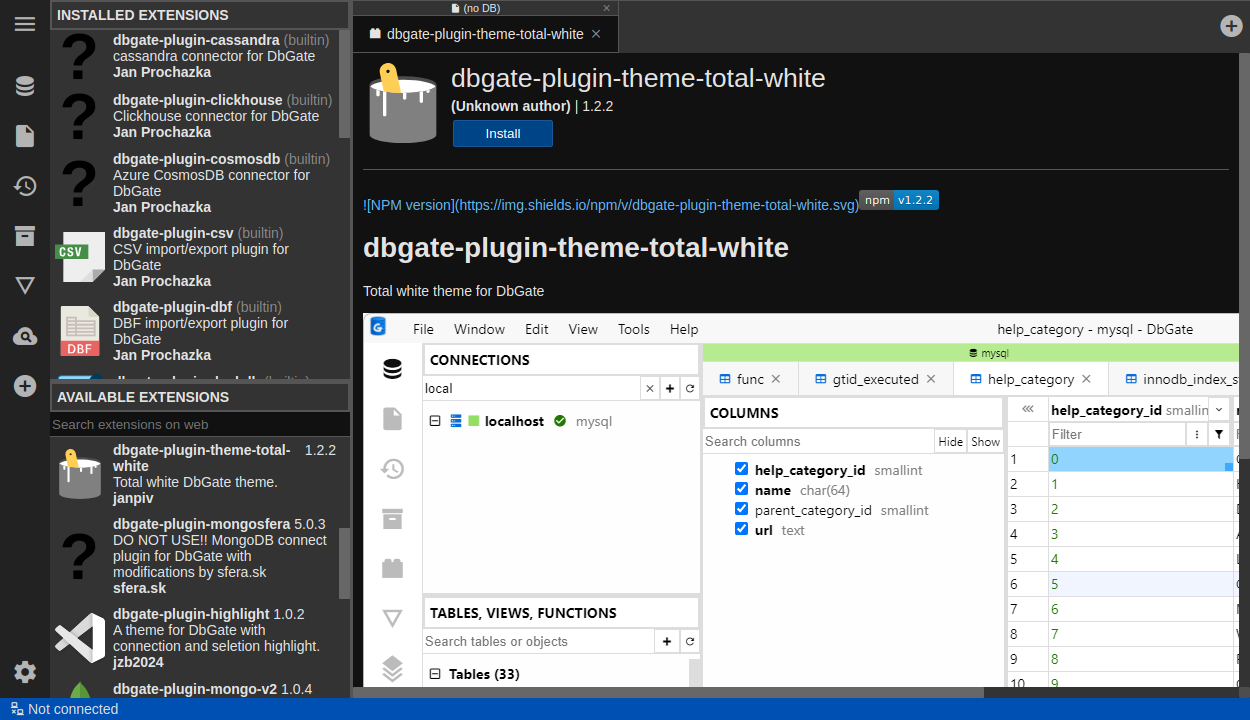 INSTALLED EXTENSIONS
dbgate-plugin-cassandra (builtin)
cassandra connector for DbGate
Jan Prochazka
dbgate-plugin-clickhouse (builtin)
Clickhouse connector for DbGate
Jan Prochazka
dbgate-plugin-cosmosdb (builtin)
Azure CosmosDB connector for
DbGate
Jan Prochazka
CSV
dbgate-plugin-csv (builtin)
CSV import/export plugin for
DbGate
Jan Prochazka
DBF
dbgate-plugin-dbf (builtin)
DBF import/export plugin for
DbGate
Jan Prochazka
AVAILABLE EXTENSIONS
Search extensions on web
dbgate-plugin-theme-total-white 1.2.2
Total white DbGate theme.
janpiv
dbgate-plugin-mongosfera 5.0.3
DO NOT USE!! MongoDB connect
plugin for DbGate with
modifications by sfera.sk
sfera.sk
dbgate-plugin-highlight 1.0.2
A theme for DbGate with
connection and seletion highlight.
jzb2024
dbgate-plugin-mongo-v2 1.0.4
(no DB)
dbgate-plugin-theme-total-white
dbgate-plugin-theme-total-white
(Unknown author) | 1.2.2
Install
![NPM version](https://img.shields.io/npm/v/dbgate-plugin-theme-total-white.svg) npm v1.2.2
dbgate-plugin-theme-total-white
Total white theme for DbGate
File Window Edit View Tools Help help_category - mysql - DbGate
CONNECTIONS
local
localhost mysql
TABLES, VIEWS, FUNCTIONS
Search tables or objects
Tables (33)
mysql
func gtid_executed help_category innodb_index_s
COLUMNS
Search columns Hide Show
help_category_id smallint
name char(64)
parent_category_id smallint
url text
help_category_id smallin
Filter
1 0
2 1
3 2
4 3
5 4
6 5
7 6
8 7
9 8
10 9
Not connected